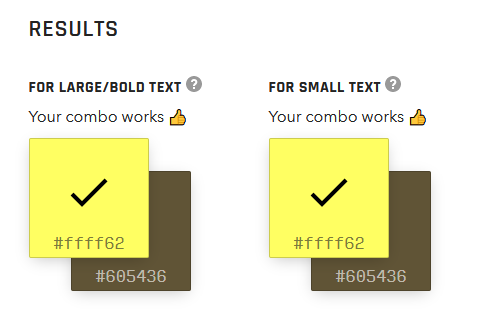 RESULTS
FOR LARGE/BOLD TEXT ?
Your combo works 👍
#ffff62
#605436
FOR SMALL TEXT ?
Your combo works 👍
#ffff62
#605436